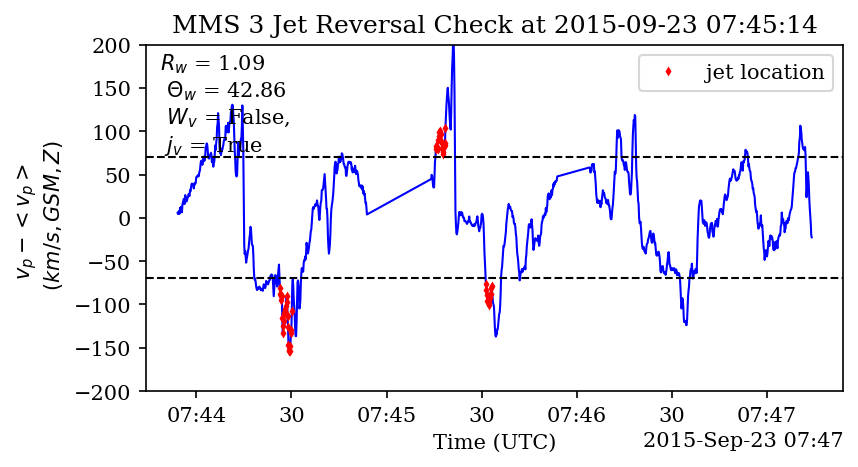 MMS 3 Jet Reversal Check at 2015-09-23 07:45:14
200
150
100
50
0
−50
−100
−150
−200
v_p − < v_p >
(km/s, GSM, Z)
R_w = 1.09
Θ_w = 42.86
W_v = False,
j_v = True
jet location
07:44 30 07:45 30 07:46 30 07:47
Time (UTC)
2015-Sep-23 07:47